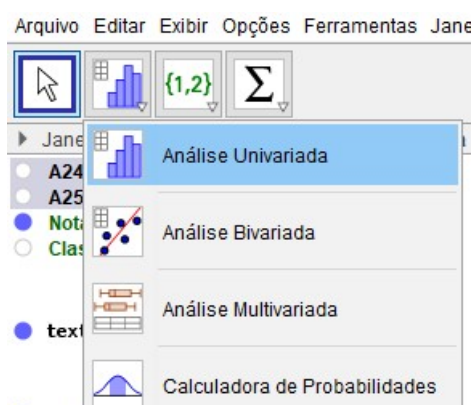 Arquivo Editar Exibir Opções Ferramentas Jane
{1,2} Σ
Jane
A24
A25
Nota
Clas
text
Análise Univariada
Análise Bivariada
Análise Multivariada
Calculadora de Probabilidades